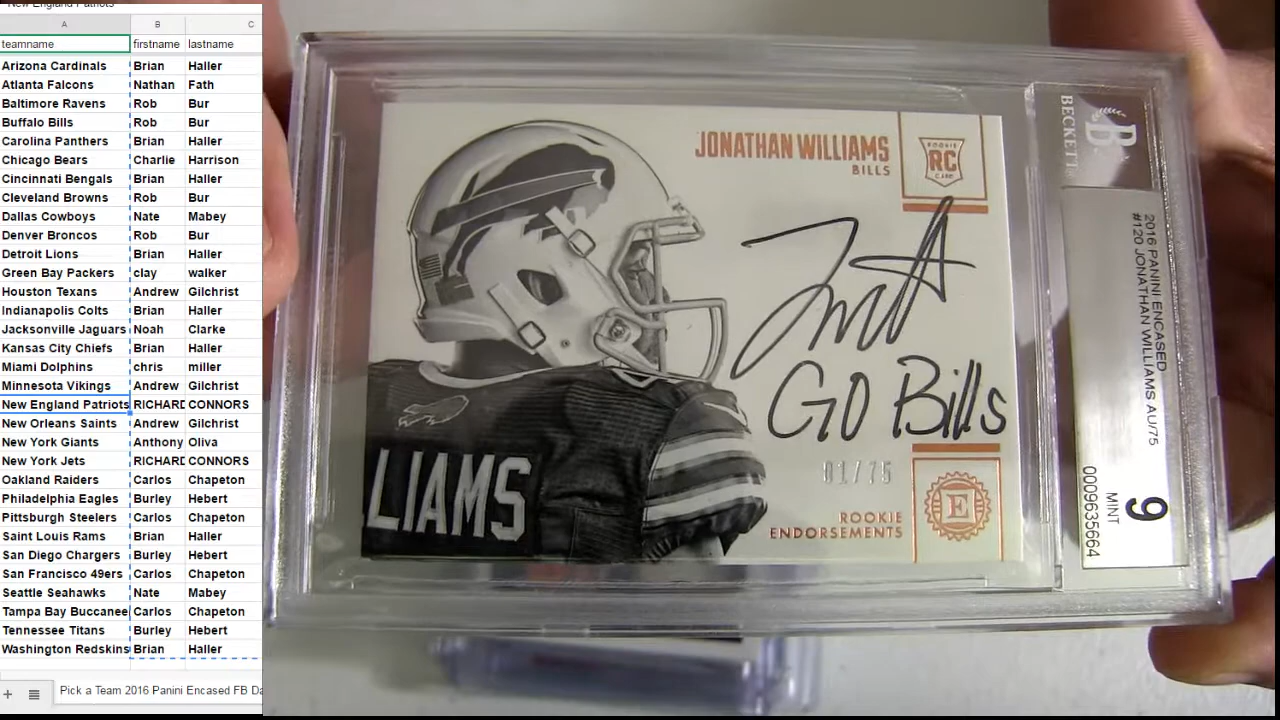 New England Patriots
A B C
teamname firstname lastname
Arizona Cardinals Brian Haller
Atlanta Falcons Nathan Fath
Baltimore Ravens Rob Bur
Buffalo Bills Rob Bur
Carolina Panthers Brian Haller
Chicago Bears Charlie Harrison
Cincinnati Bengals Brian Haller
Cleveland Browns Rob Bur
Dallas Cowboys Nate Mabey
Denver Broncos Rob Bur
Detroit Lions Brian Haller
Green Bay Packers clay walker
Houston Texans Andrew Gilchrist
Indianapolis Colts Brian Haller
Jacksonville Jaguars Noah Clarke
Kansas City Chiefs Brian Haller
Miami Dolphins chris miller
Minnesota Vikings Andrew Gilchrist
New England Patriots RICHARD CONNORS
New Orleans Saints Andrew Gilchrist
New York Giants Anthony Oliva
New York Jets RICHARD CONNORS
Oakland Raiders Carlos Chapeton
Philadelphia Eagles Burley Hebert
Pittsburgh Steelers Carlos Chapeton
Saint Louis Rams Brian Haller
San Diego Chargers Burley Hebert
San Francisco 49ers Carlos Chapeton
Seattle Seahawks Nate Mabey
Tampa Bay Buccanee Carlos Chapeton
Tennessee Titans Burley Hebert
Washington Redskins Brian Haller
Pick a Team 2016 Panini Encased FB Da
JONATHAN WILLIAMS
BILLS
ROOKIE
RC
CARD
GO Bills
01/75
ROOKIE
ENDORSEMENTS
E
LIAMS
B
BECKETT
2016 PANINI ENCASED
#120 JONATHAN WILLIAMS AU/75
9
MINT
0009635664